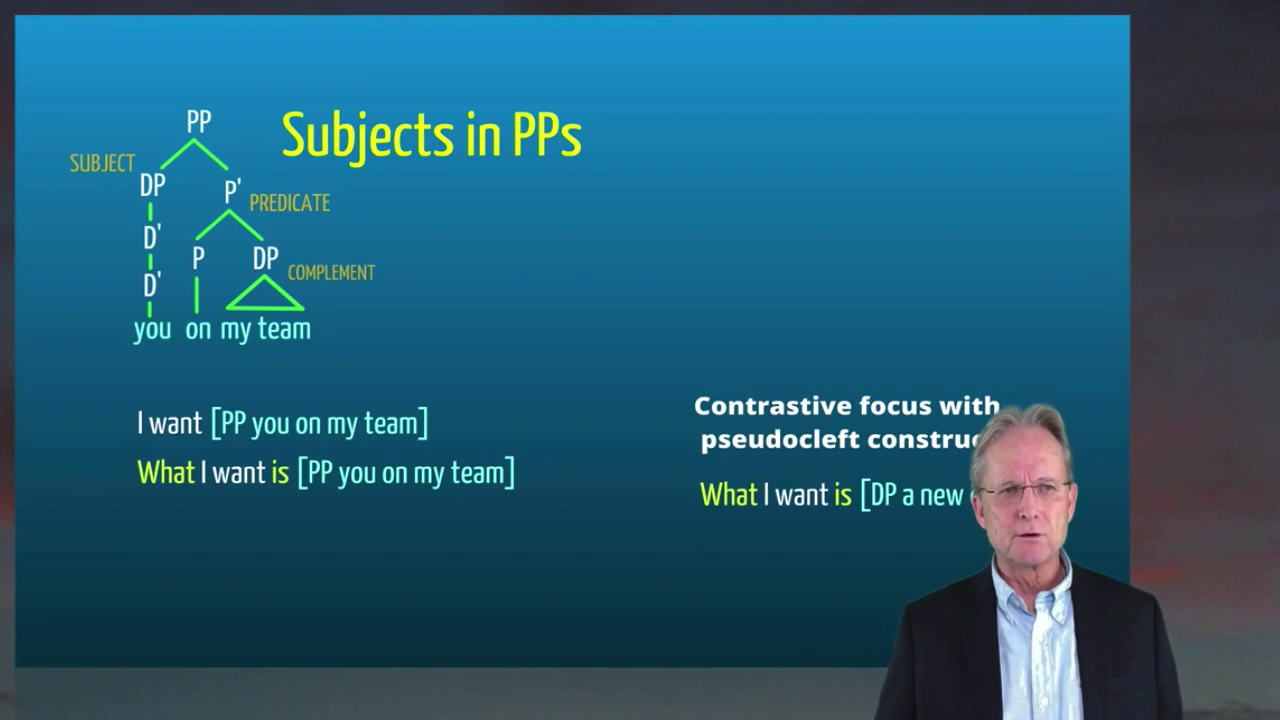 Subjects in PPs
PP
SUBJECT
DP P'
PREDICATE
D' P DP
COMPLEMENT
D'
you on my team
I want [PP you on my team]
What I want is [PP you on my team]
Contrastive focus with
pseudocleft
What I want is [DP a new